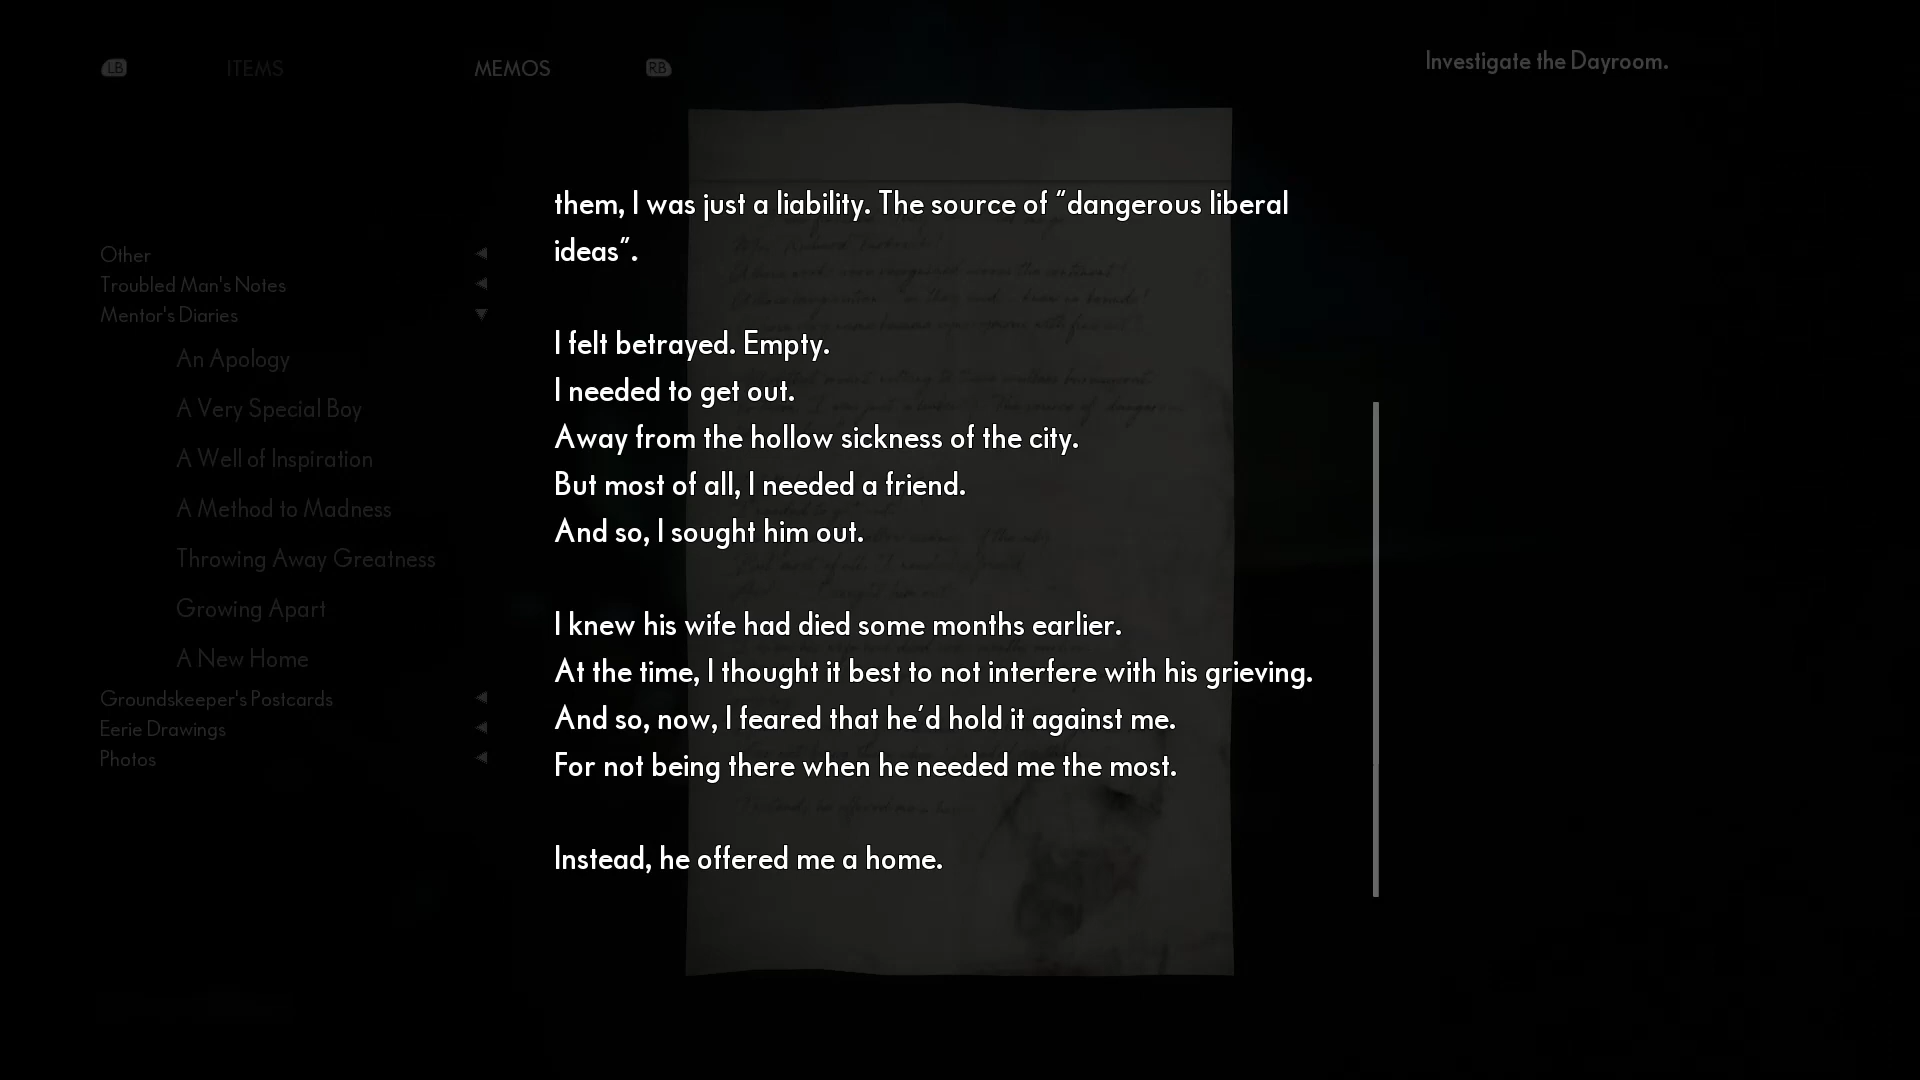 LB
ITEMS
MEMOS
RB
Investigate the Dayroom.
Other
Troubled Man's Notes
Mentor's Diaries
An Apology
A Very Special Boy
A Well of Inspiration
A Method to Madness
Throwing Away Greatness
Growing Apart
A New Home
Groundskeeper's Postcards
Eerie Drawings
Photos
them, I was just a liability. The source of “dangerous liberal
ideas”.
I felt betrayed. Empty.
I needed to get out.
Away from the hollow sickness of the city.
But most of all, I needed a friend.
And so, I sought him out.
I knew his wife had died some months earlier.
At the time, I thought it best to not interfere with his grieving.
And so, now, I feared that he’d hold it against me.
For not being there when he needed me the most.
Instead, he offered me a home.